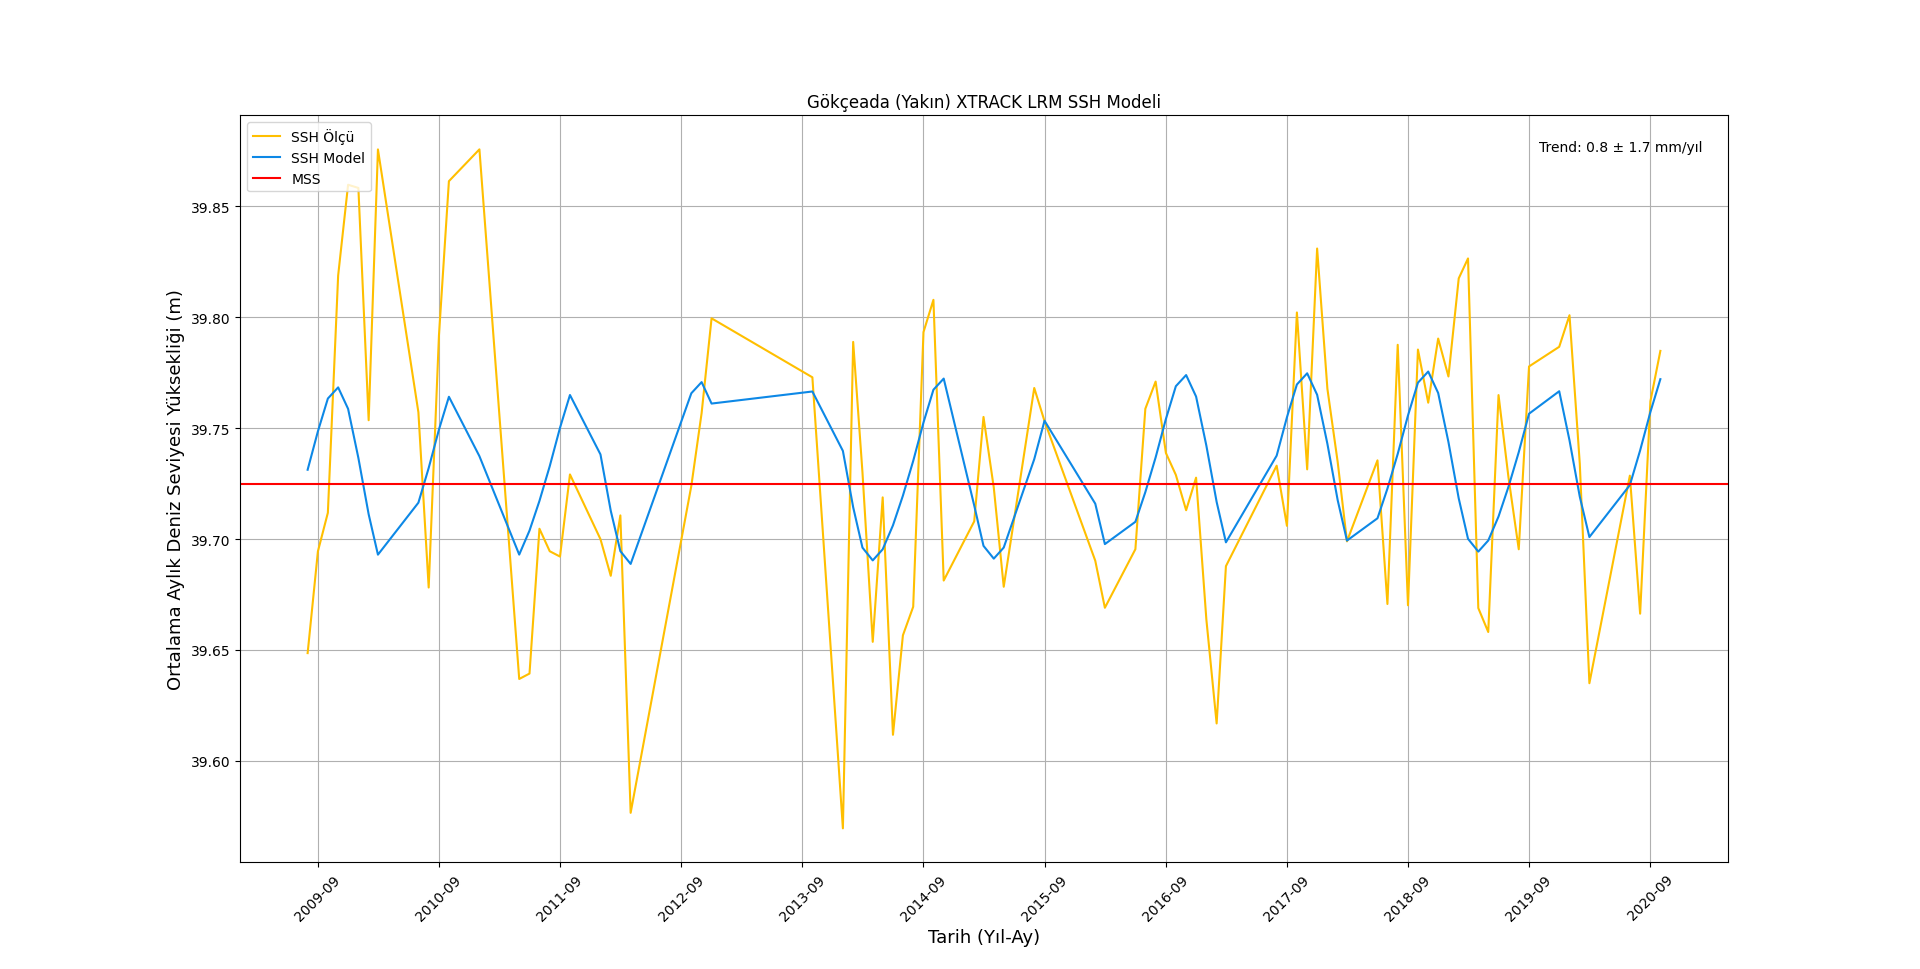 Gökçeada (Yakın) XTRACK LRM SSH Modeli
SSH Ölçü
SSH Model
MSS
Trend: 0.8 ± 1.7 mm/yıl
Ortalama Aylık Deniz Seviyesi Yüksekliği (m)
39.85
39.80
39.75
39.70
39.65
39.60
2009-09
2010-09
2011-09
2012-09
2013-09
2014-09
2015-09
2016-09
2017-09
2018-09
2019-09
2020-09
Tarih (Yıl-Ay)